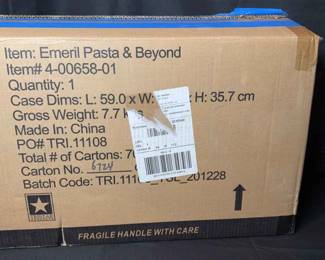 Item: Emeril Pasta & Beyond
Item# 4-00658-01
Quantity: 1
Case Dims: L: 59.0 x W: H: 35.7 cm
Gross Weight: 7.7
Made In: China
PO# TRI.11108
Total # of Cartons:
Carton No.
Batch Code: TRI.1110 201228
FRAGILE HANDLE WITH CARE